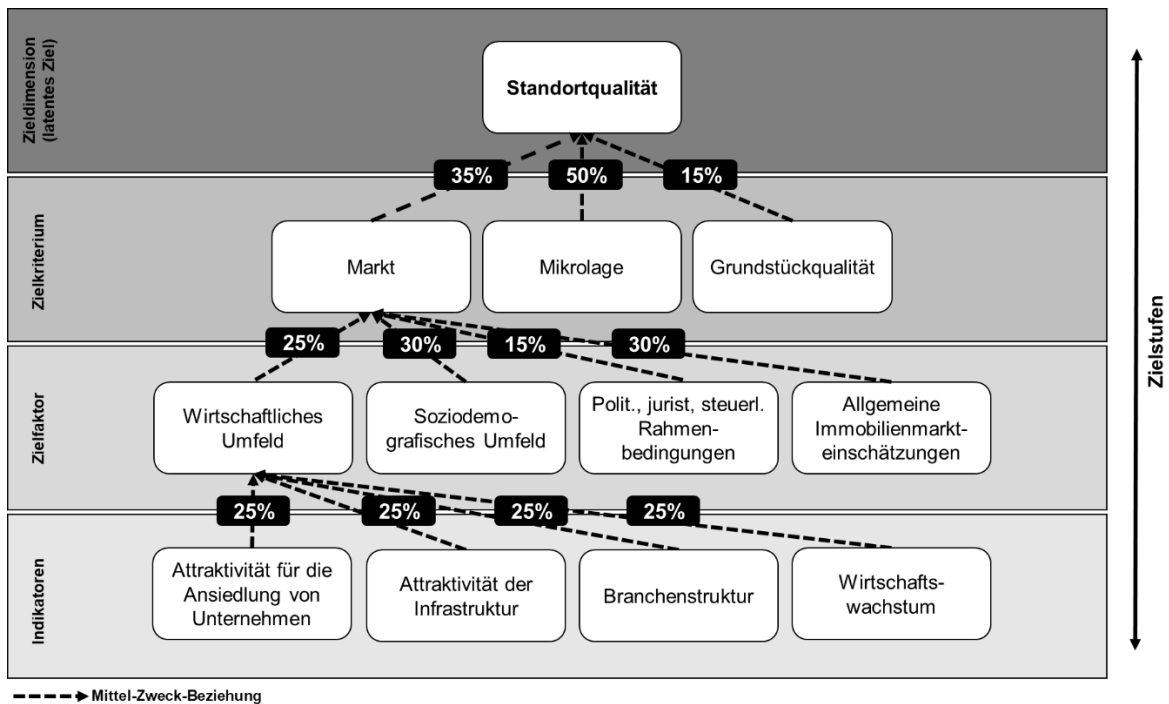 Zieldimension
(latentes Ziel)
Standortqualität
35%
50%
15%
Zielkriterium
Markt
Mikrolage
Grundstückqualität
25%
30%
15%
30%
Zielfaktor
Wirtschaftliches
Umfeld
Soziodemo-
grafisches Umfeld
Polit., jurist, steuerl.
Rahmen-
bedingungen
Allgemeine
Immobilienmarkt-
einschätzungen
25%
25%
25%
25%
Indikatoren
Attraktivität für die
Ansiedlung von
Unternehmen
Attraktivität der
Infrastruktur
Branchenstruktur
Wirtschafts-
wachstum
Zielstufen
Mittel-Zweck-Beziehung